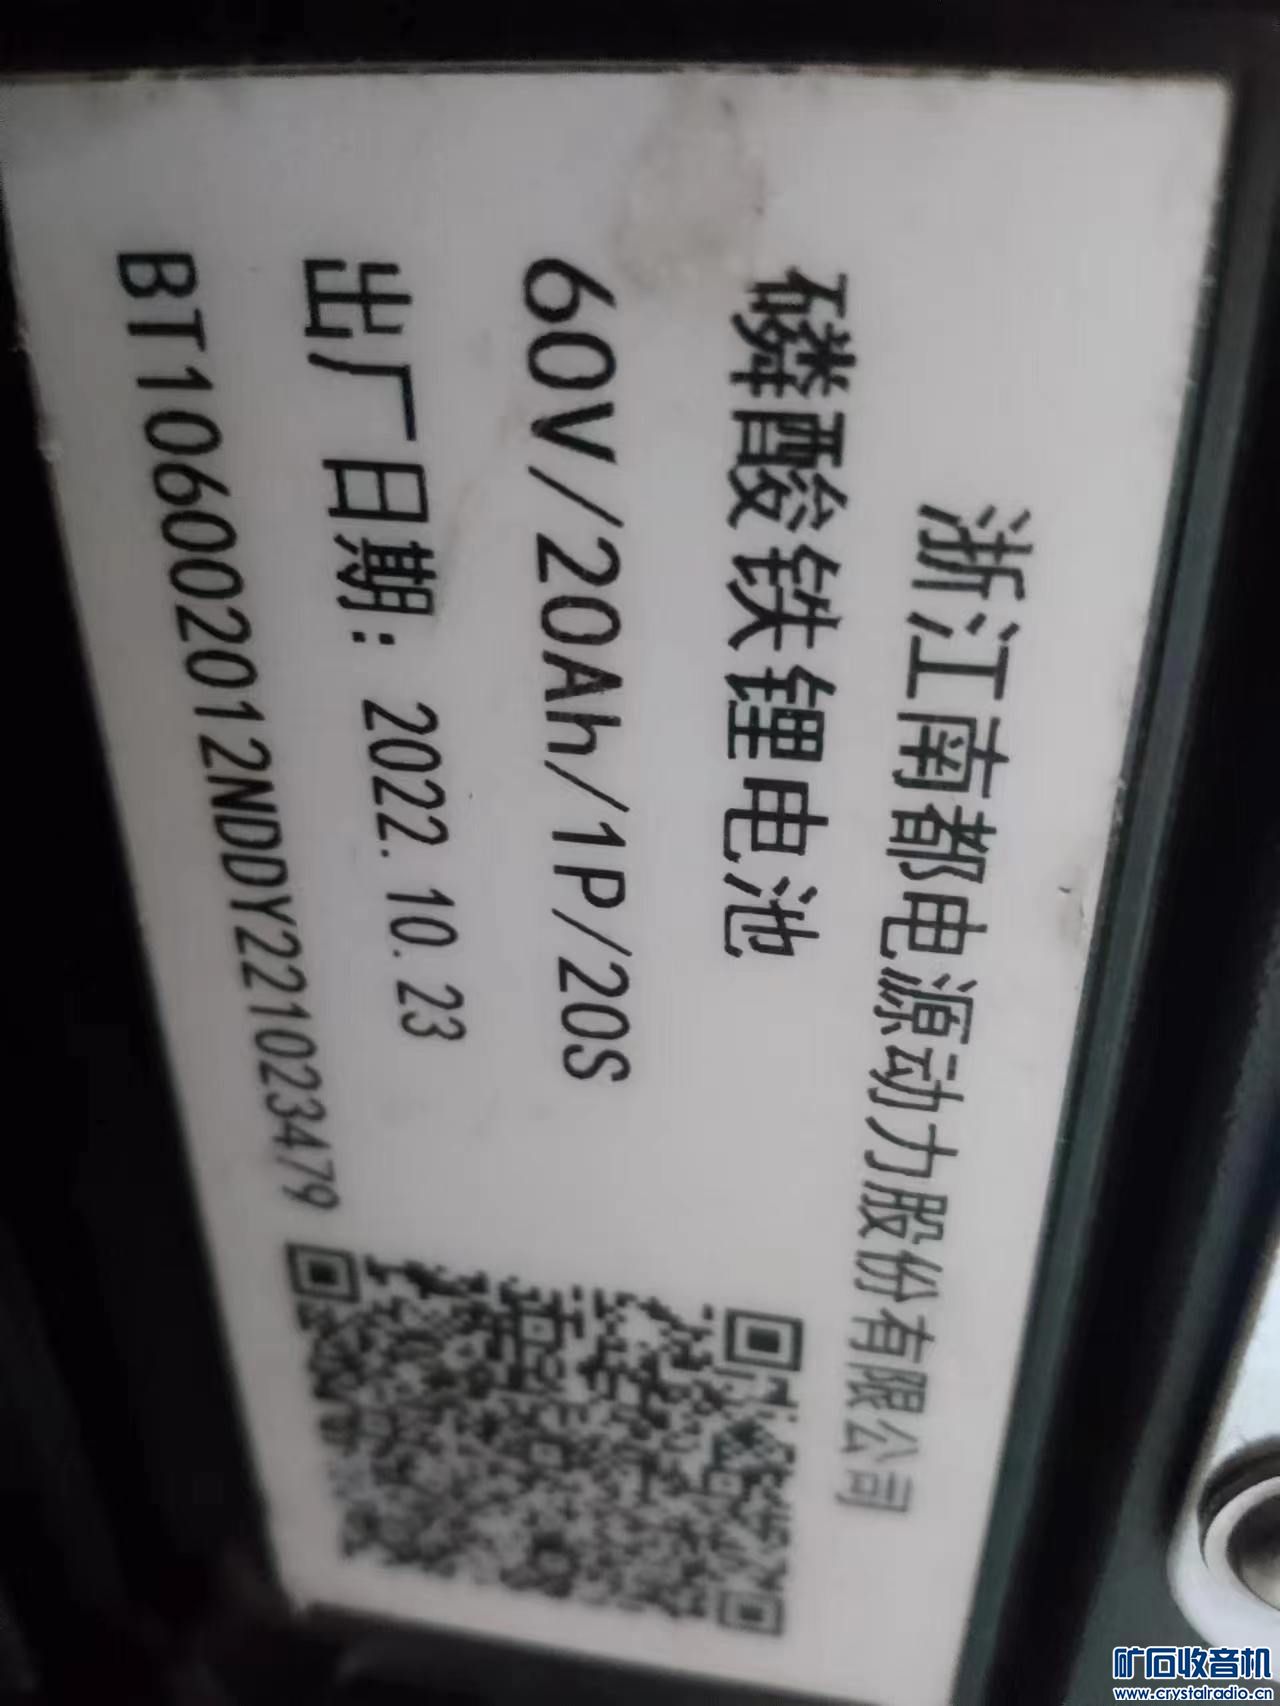 浙江南都电源动力股份有限公司
磷酸铁锂电池
60V/20Ah/1P/20S
出厂日期: 2022.10.23
BT106002012NDDY221023479
矿石收音机
www.crystalradio.cn